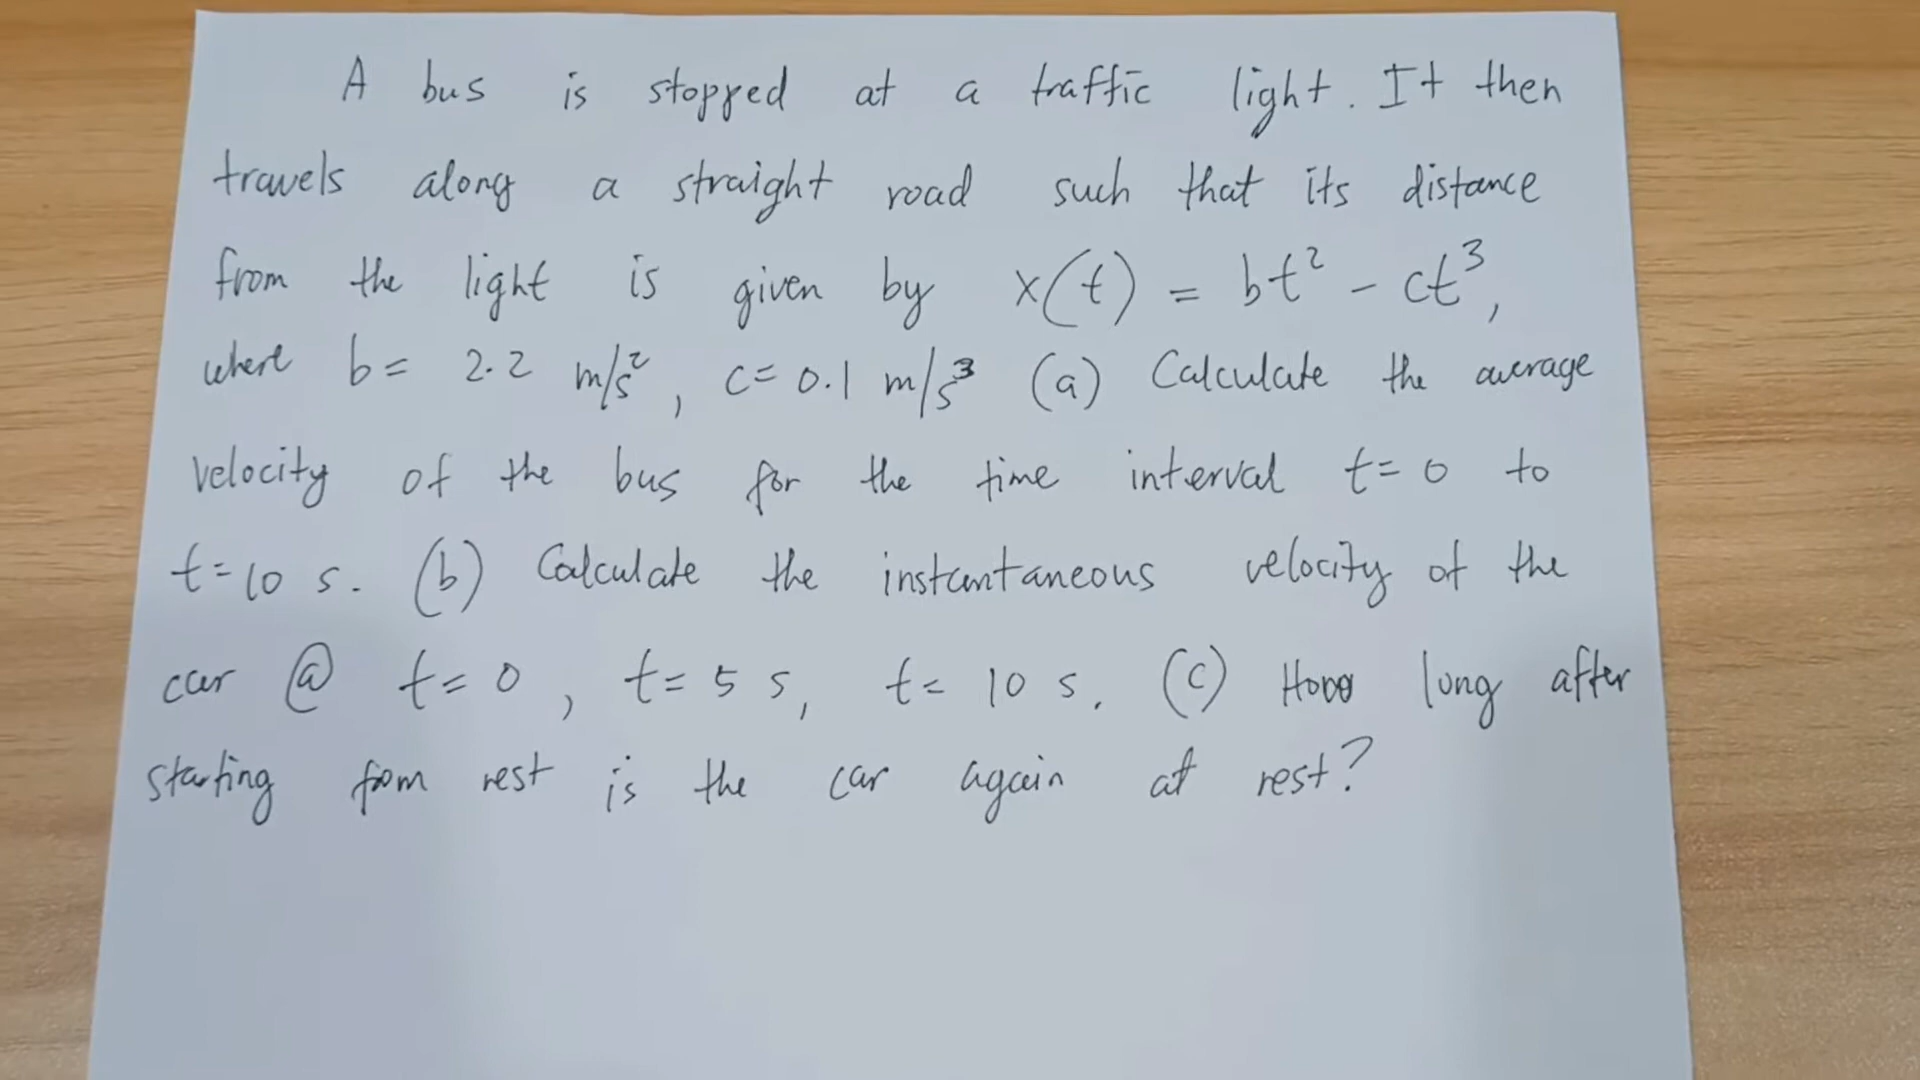 A bus is stopped at a traffic light. It then
travels along a straight road such that its distance
from the light is given by x(t) = bt² - ct³,
where b = 2.2 m/s², c = 0.1 m/s³ (a) Calculate the average
velocity of the bus for the time interval t = 0 to
t = 10 s. (b) Calculate the instantaneous velocity of the
car @ t = 0, t = 5 s, t = 10 s. (c) How long after
starting from rest is the car again at rest?